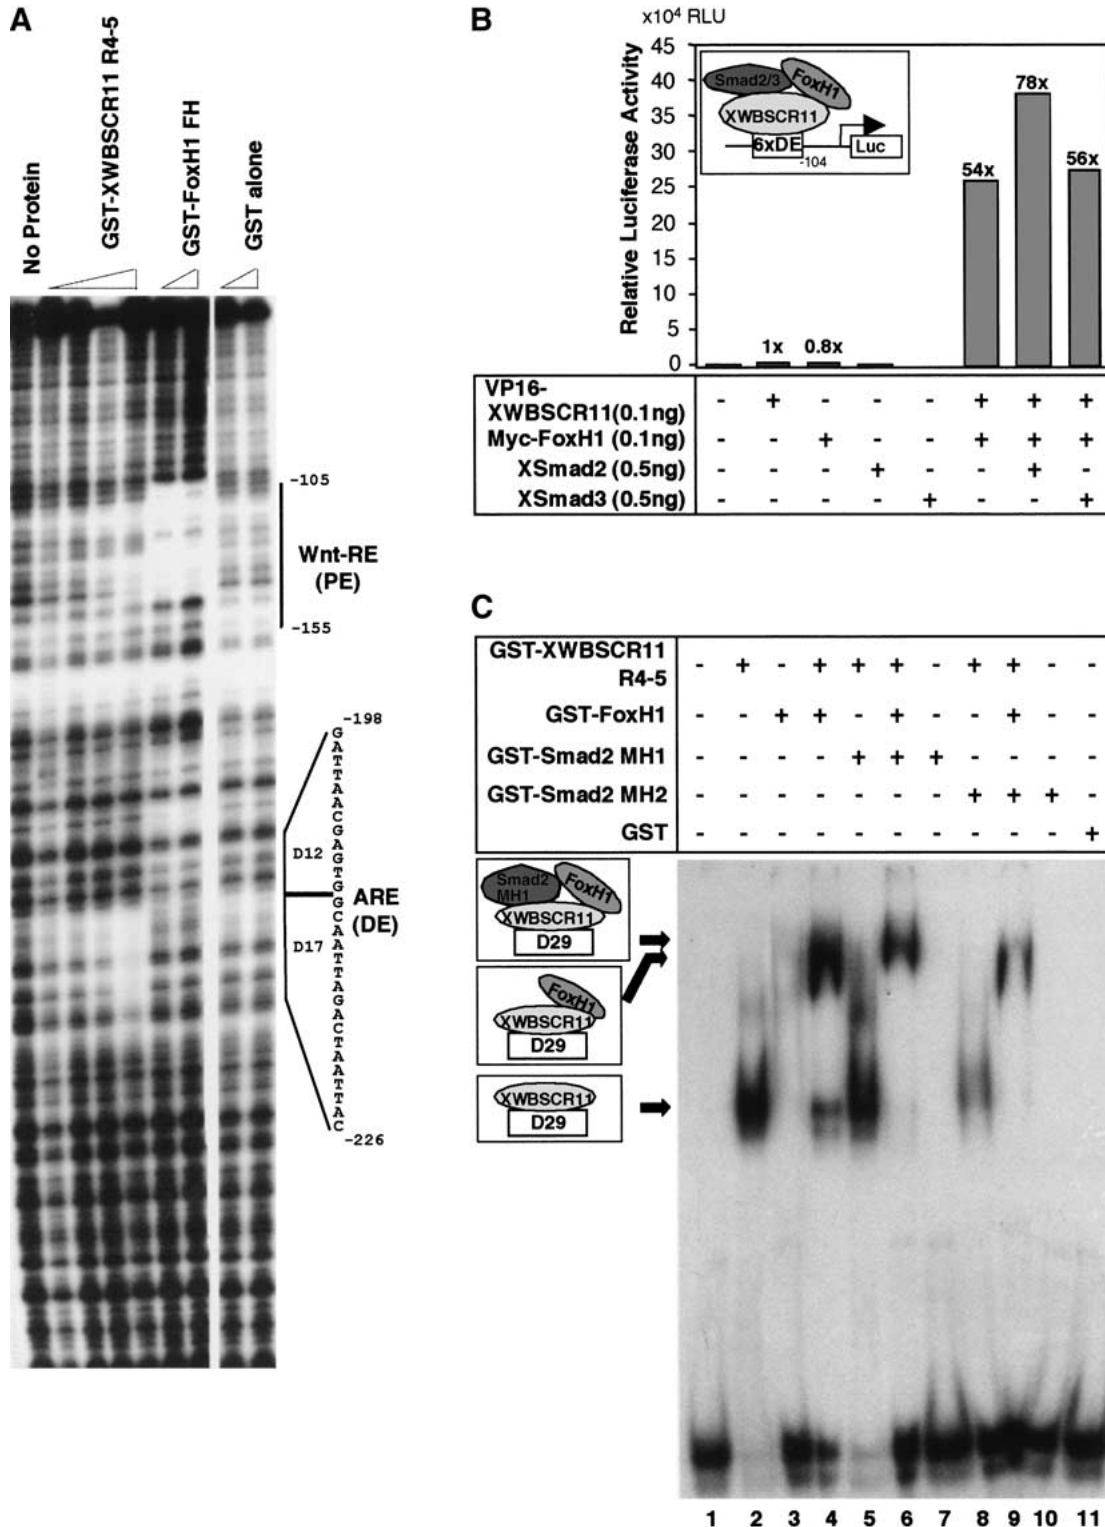 A
No Protein
GST-XWBSCR11 R4-5
GST-FoxH1 FH
GST alone
-105
Wnt-RE
(PE)
-155
-198
GATTAACGAGTGGCAATTAGACTAATTAC
D12
ARE
(DE)
D17
-226
B
x10⁴ RLU
Relative Luciferase Activity
45
40
35
30
25
20
15
10
5
0
Smad2/3
FoxH1
XWBSCR11
6xDE
-104
Luc
1x
0.8x
54x
78x
56x
VP16-
XWBSCR11(0.1ng) - + - - - + + +
Myc-FoxH1 (0.1ng) - - + - - + + +
XSmad2 (0.5ng) - - - + - - + -
XSmad3 (0.5ng) - - - - + - - +
C
GST-XWBSCR11
R4-5 - + - + + + - + + - -
GST-FoxH1 - - + + - + - - + - -
GST-Smad2 MH1 - - - - + + + - - - -
GST-Smad2 MH2 - - - - - - - + + + -
GST - - - - - - - - - - +
Smad2
MH1
FoxH1
XWBSCR11
D29
FoxH1
XWBSCR11
D29
XWBSCR11
D29
1 2 3 4 5 6 7 8 9 10 11